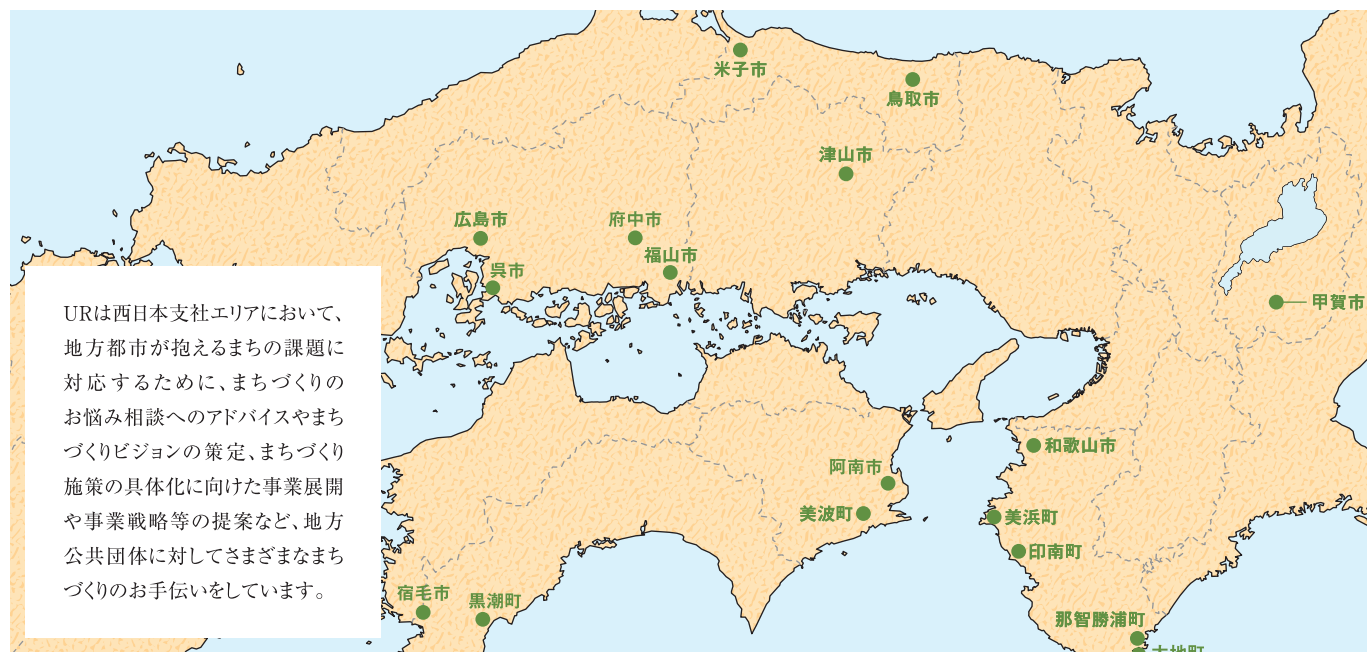 米子市
鳥取市
津山市
広島市
府中市
福山市
呉市
甲賀市
URは西日本支社エリアにおいて、
地方都市が抱えるまちの課題に
対応するために、まちづくりの
お悩み相談へのアドバイスやまち
づくりビジョンの策定、まちづくり
施策の具体化に向けた事業展開
や事業戦略等の提案など、地方
公共団体に対してさまざまなまち
づくりのお手伝いをしています。
和歌山市
阿南市
美波町
美浜町
印南町
宿毛市
黒潮町
那智勝浦町
太地町